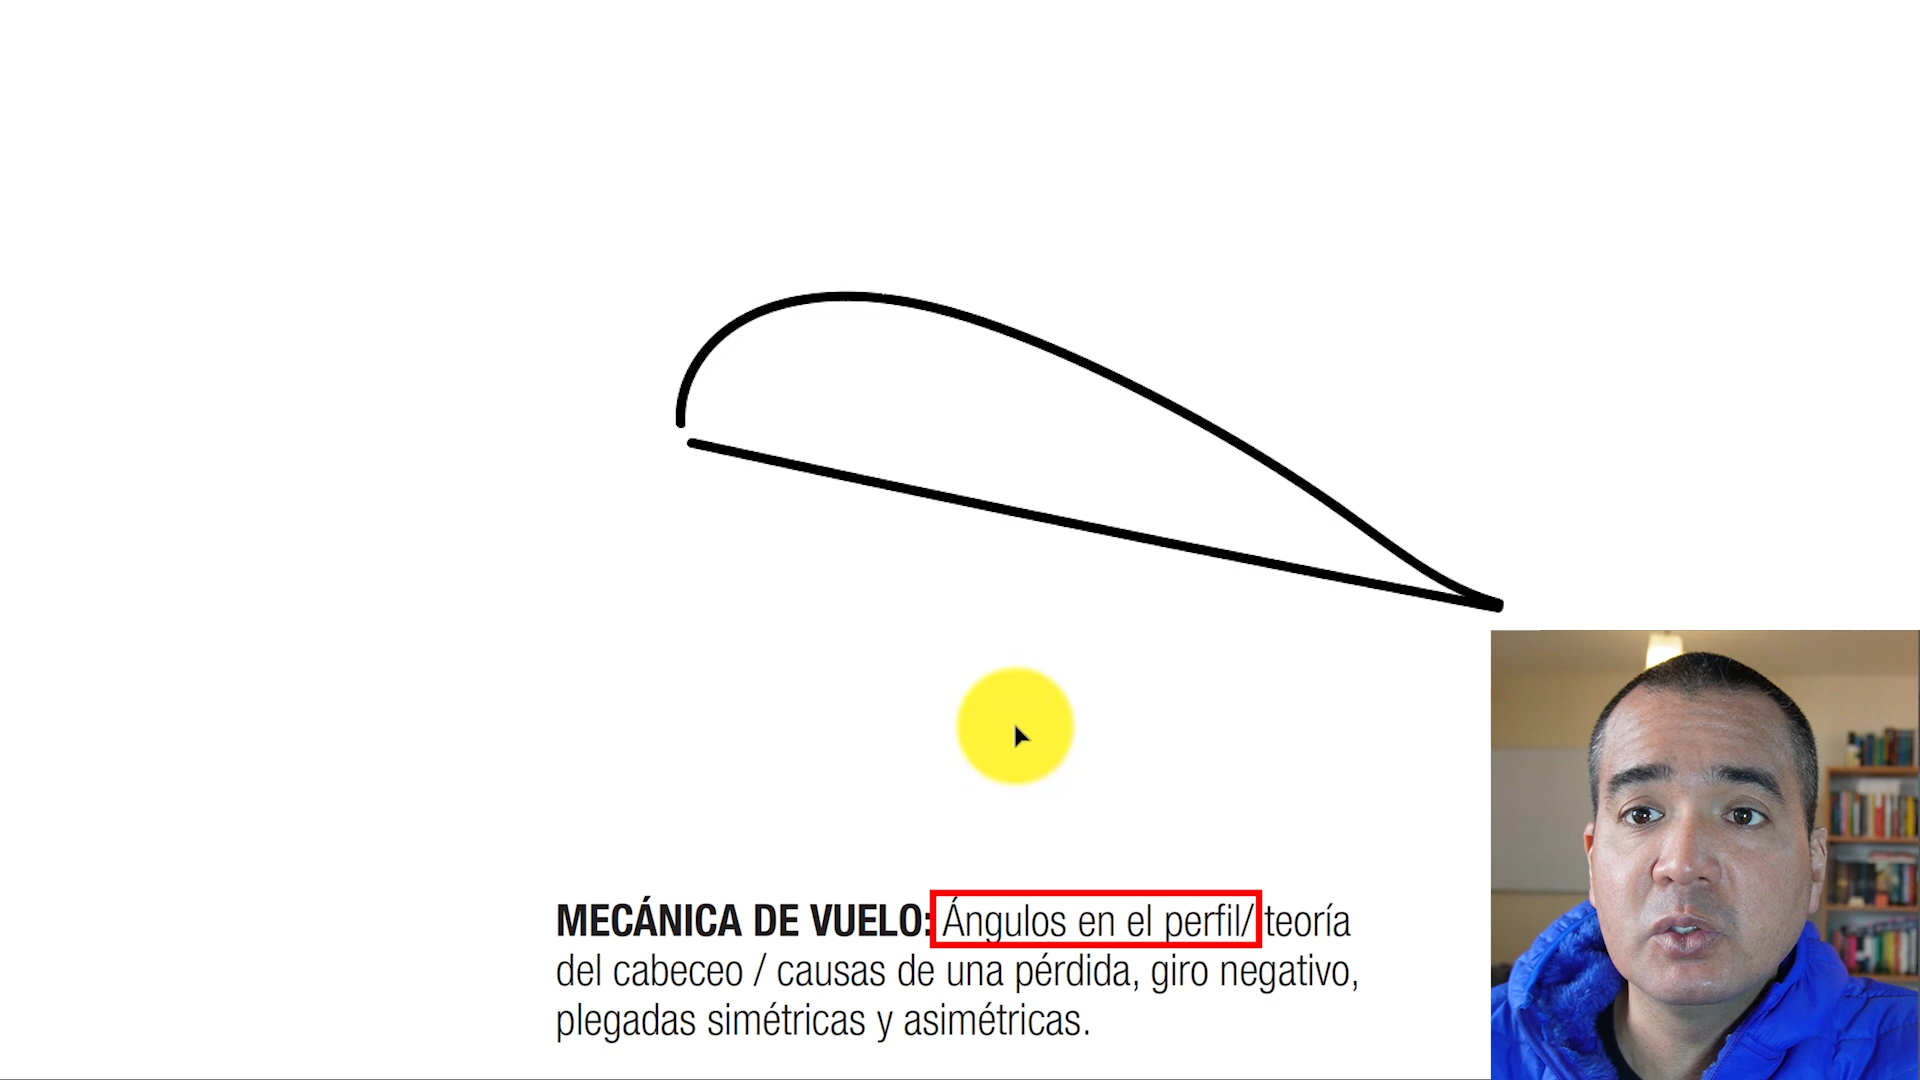 MECÁNICA DE VUELO: Ángulos en el perfil/ teoría
del cabeceo / causas de una pérdida, giro negativo,
plegadas simétricas y asimétricas.